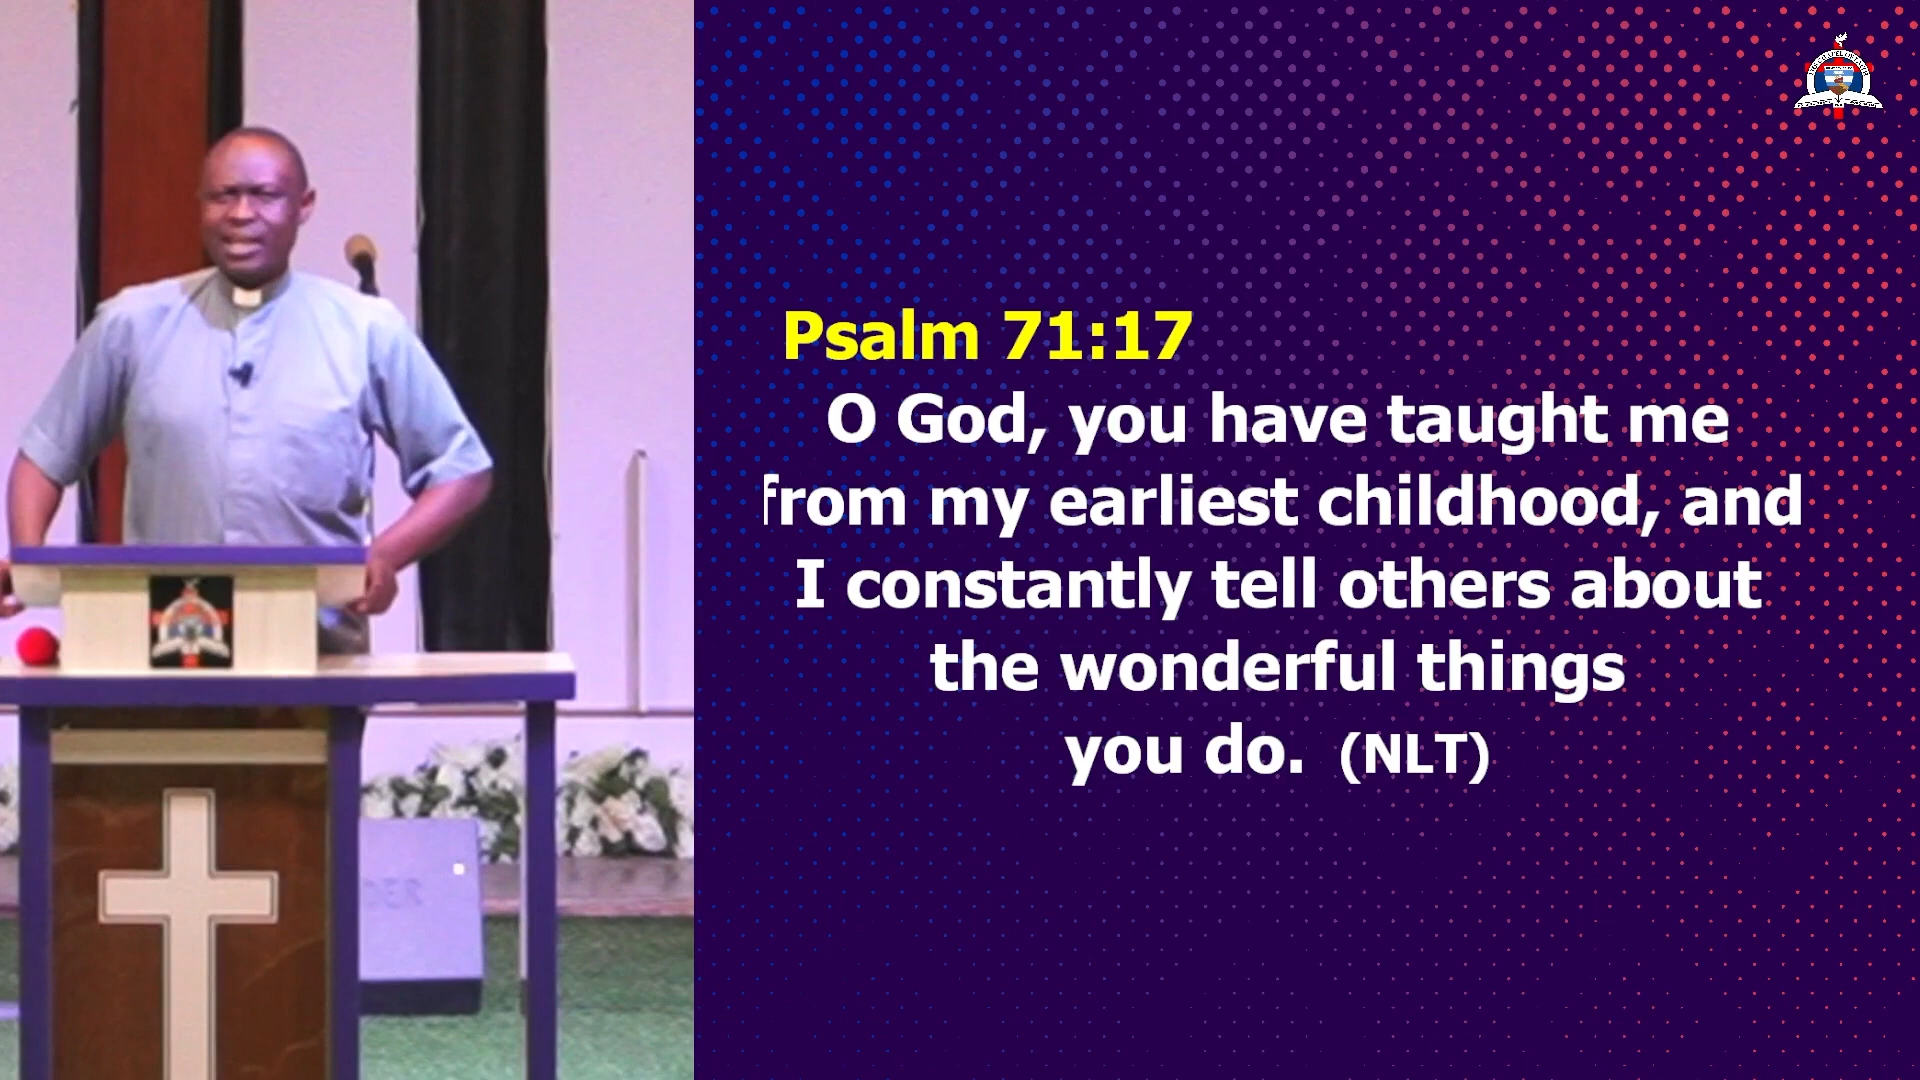 Psalm 71:17
O God, you have taught me
from my earliest childhood, and
I constantly tell others about
the wonderful things
you do. (NLT)